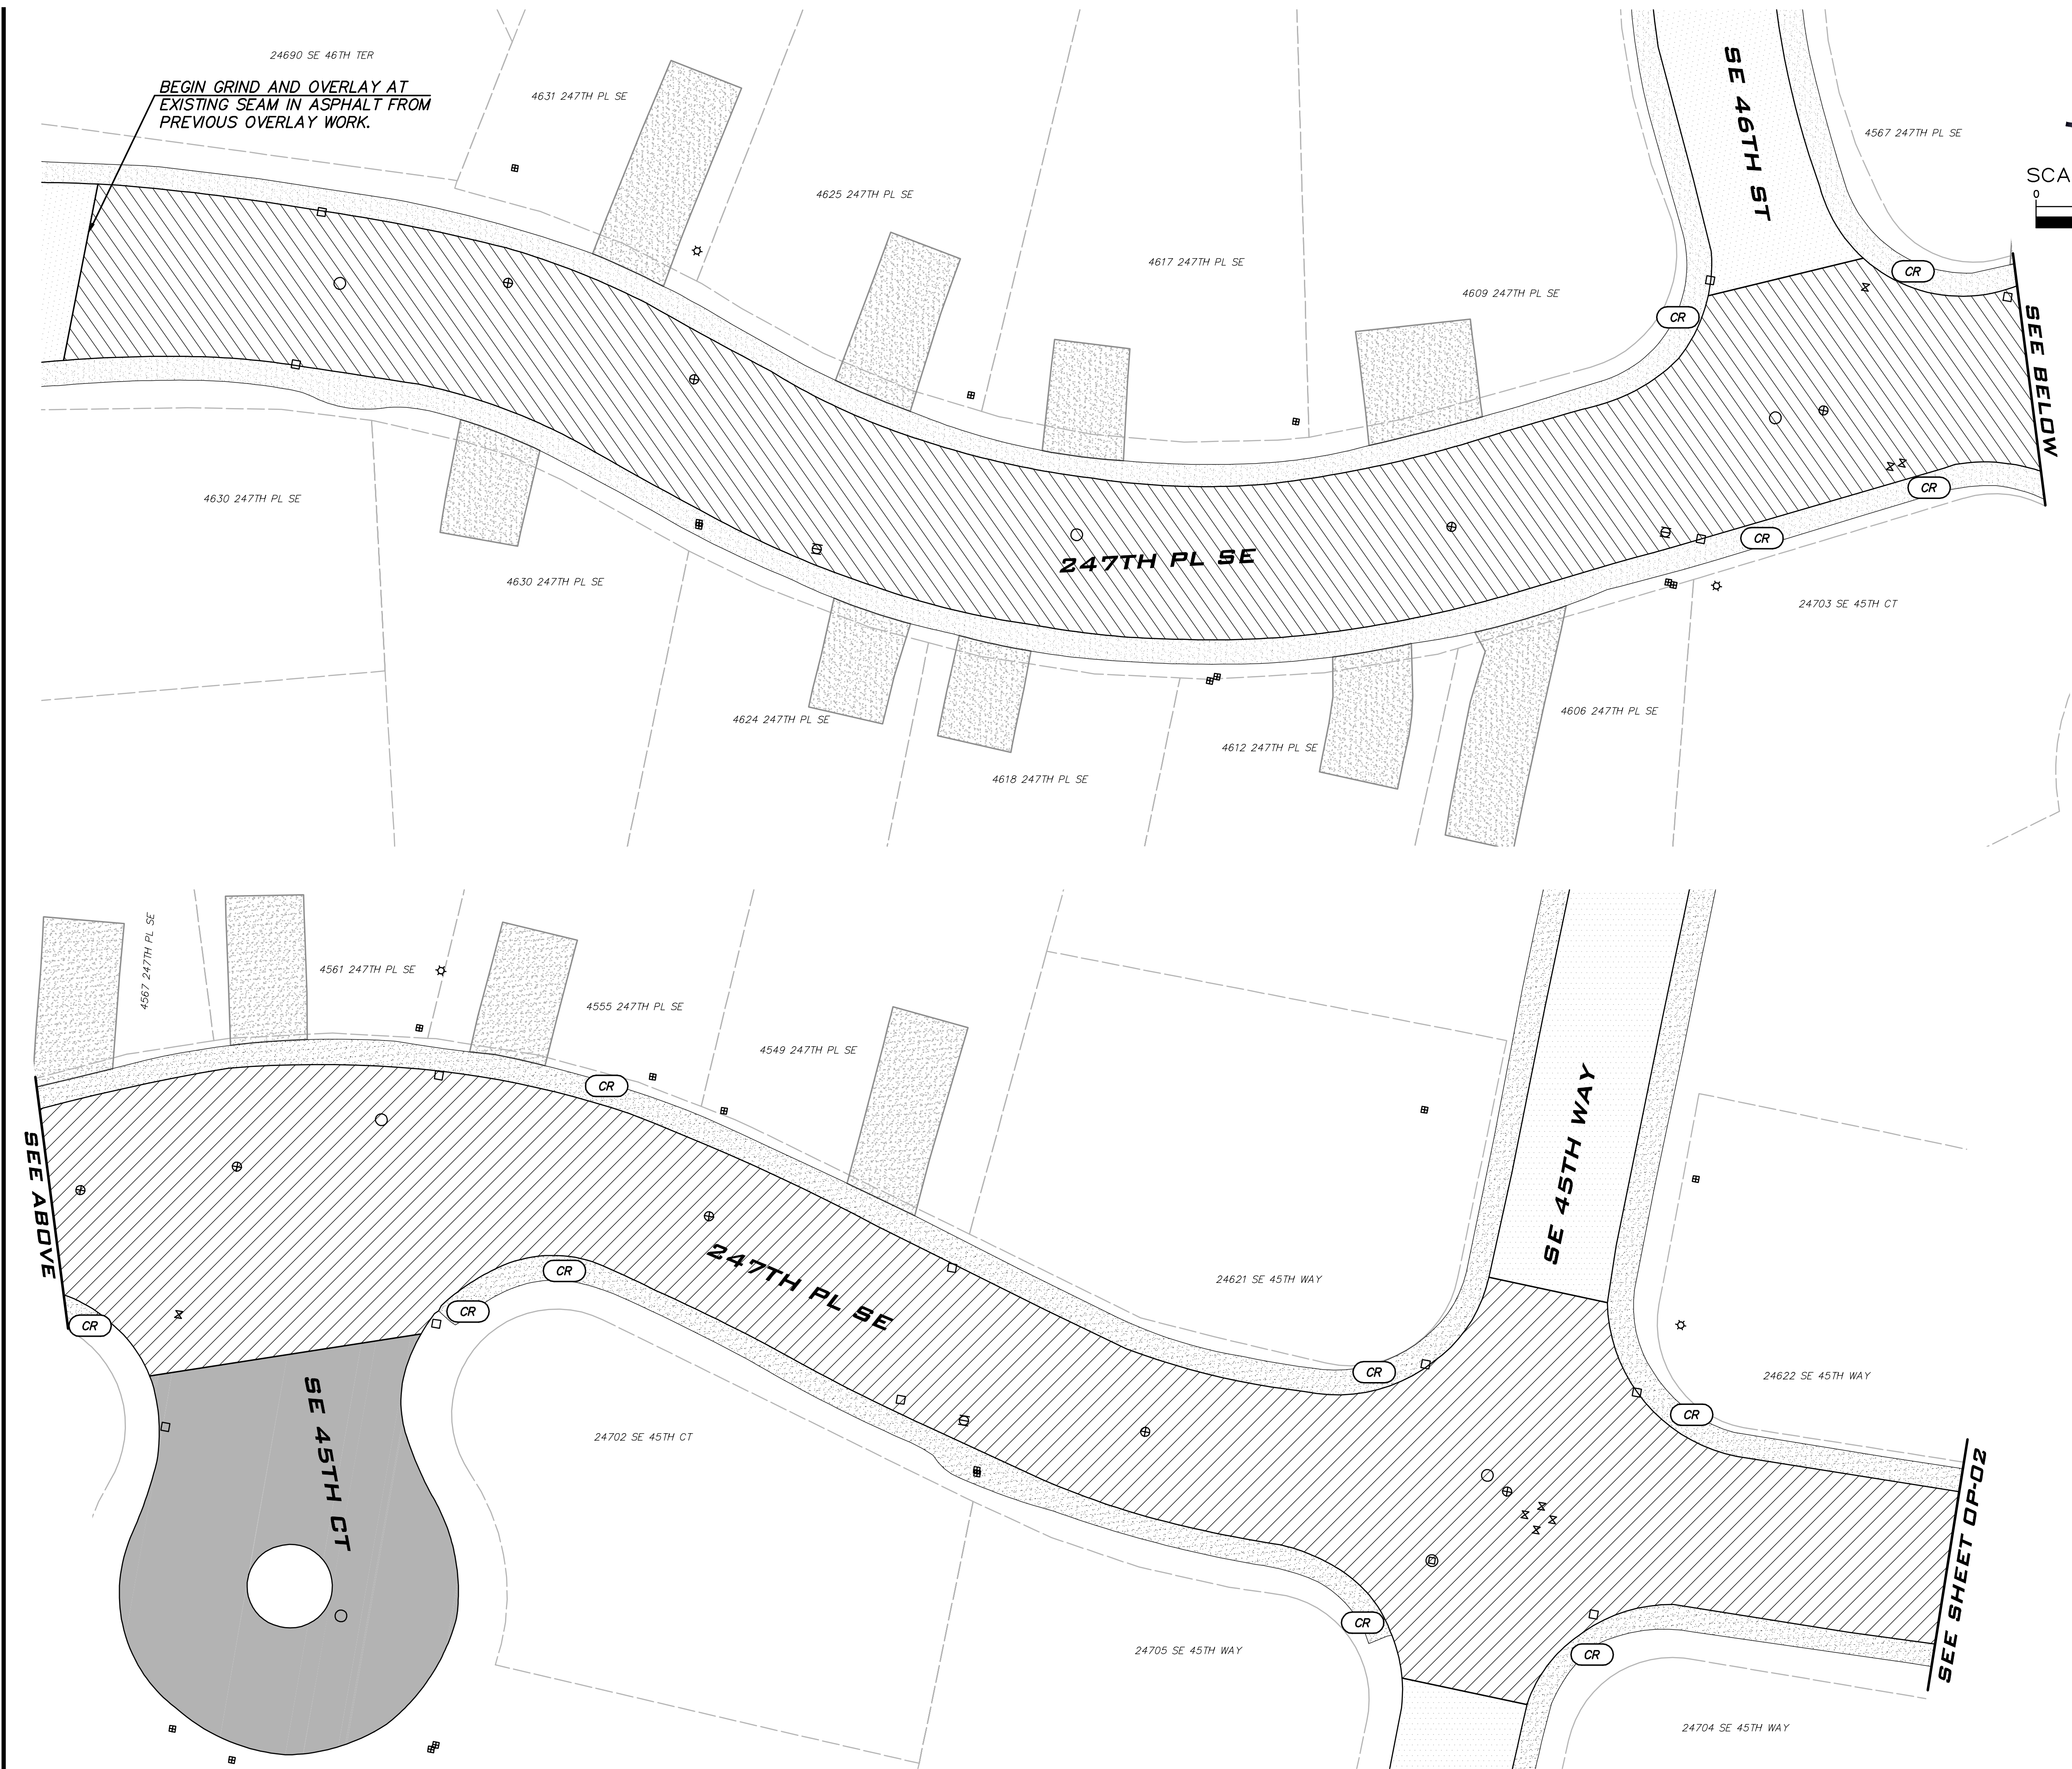 24690 SE 46TH TER
BEGIN GRIND AND OVERLAY AT
EXISTING SEAM IN ASPHALT FROM
PREVIOUS OVERLAY WORK.
4631 247TH PL SE
4625 247TH PL SE
4617 247TH PL SE
4609 247TH PL SE
SE 46TH ST
4567 247TH PL SE
SCA
0
CR
CR
SEE BELOW
CR
CR
247TH PL SE
4630 247TH PL SE
4630 247TH PL SE
24703 SE 45TH CT
4624 247TH PL SE
4618 247TH PL SE
4612 247TH PL SE
4606 247TH PL SE
4567 247TH PL SE
4561 247TH PL SE
4555 247TH PL SE
4549 247TH PL SE
CR
SEE ABOVE
SE 45TH WAY
247TH PL SE
CR
CR
CR
24621 SE 45TH WAY
CR
24622 SE 45TH WAY
CR
SE 45TH CT
24702 SE 45TH CT
SEE SHEET OP-02
CR
CR
24705 SE 45TH WAY
24704 SE 45TH WAY